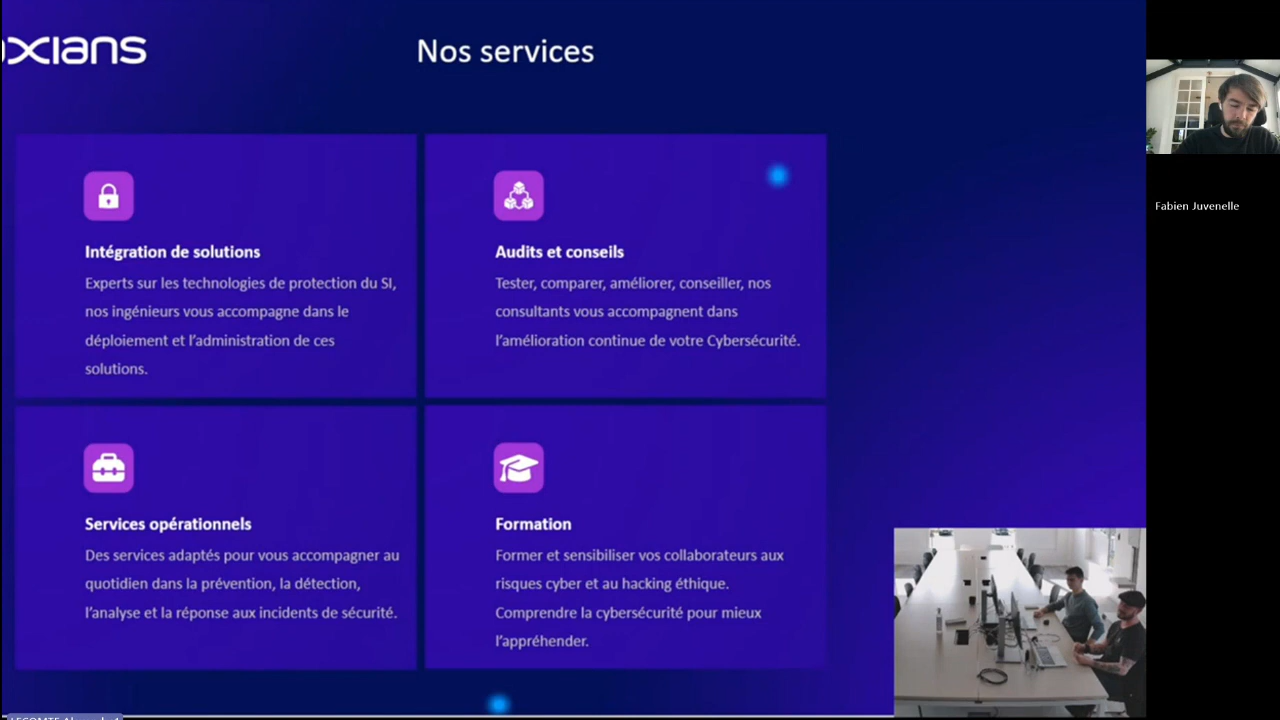 oxians
Nos services
Fabien Juvenelle
Intégration de solutions
Experts sur les technologies de protection du SI,
nos ingénieurs vous accompagne dans le
déploiement et l’administration de ces
solutions.
Audits et conseils
Tester, comparer, améliorer, conseiller, nos
consultants vous accompagnent dans
l’amélioration continue de votre Cybersécurité.
Services opérationnels
Des services adaptés pour vous accompagner au
quotidien dans la prévention, la détection,
l’analyse et la réponse aux incidents de sécurité.
Formation
Former et sensibiliser vos collaborateurs aux
risques cyber et au hacking éthique.
Comprendre la cybersécurité pour mieux
l’appréhender.